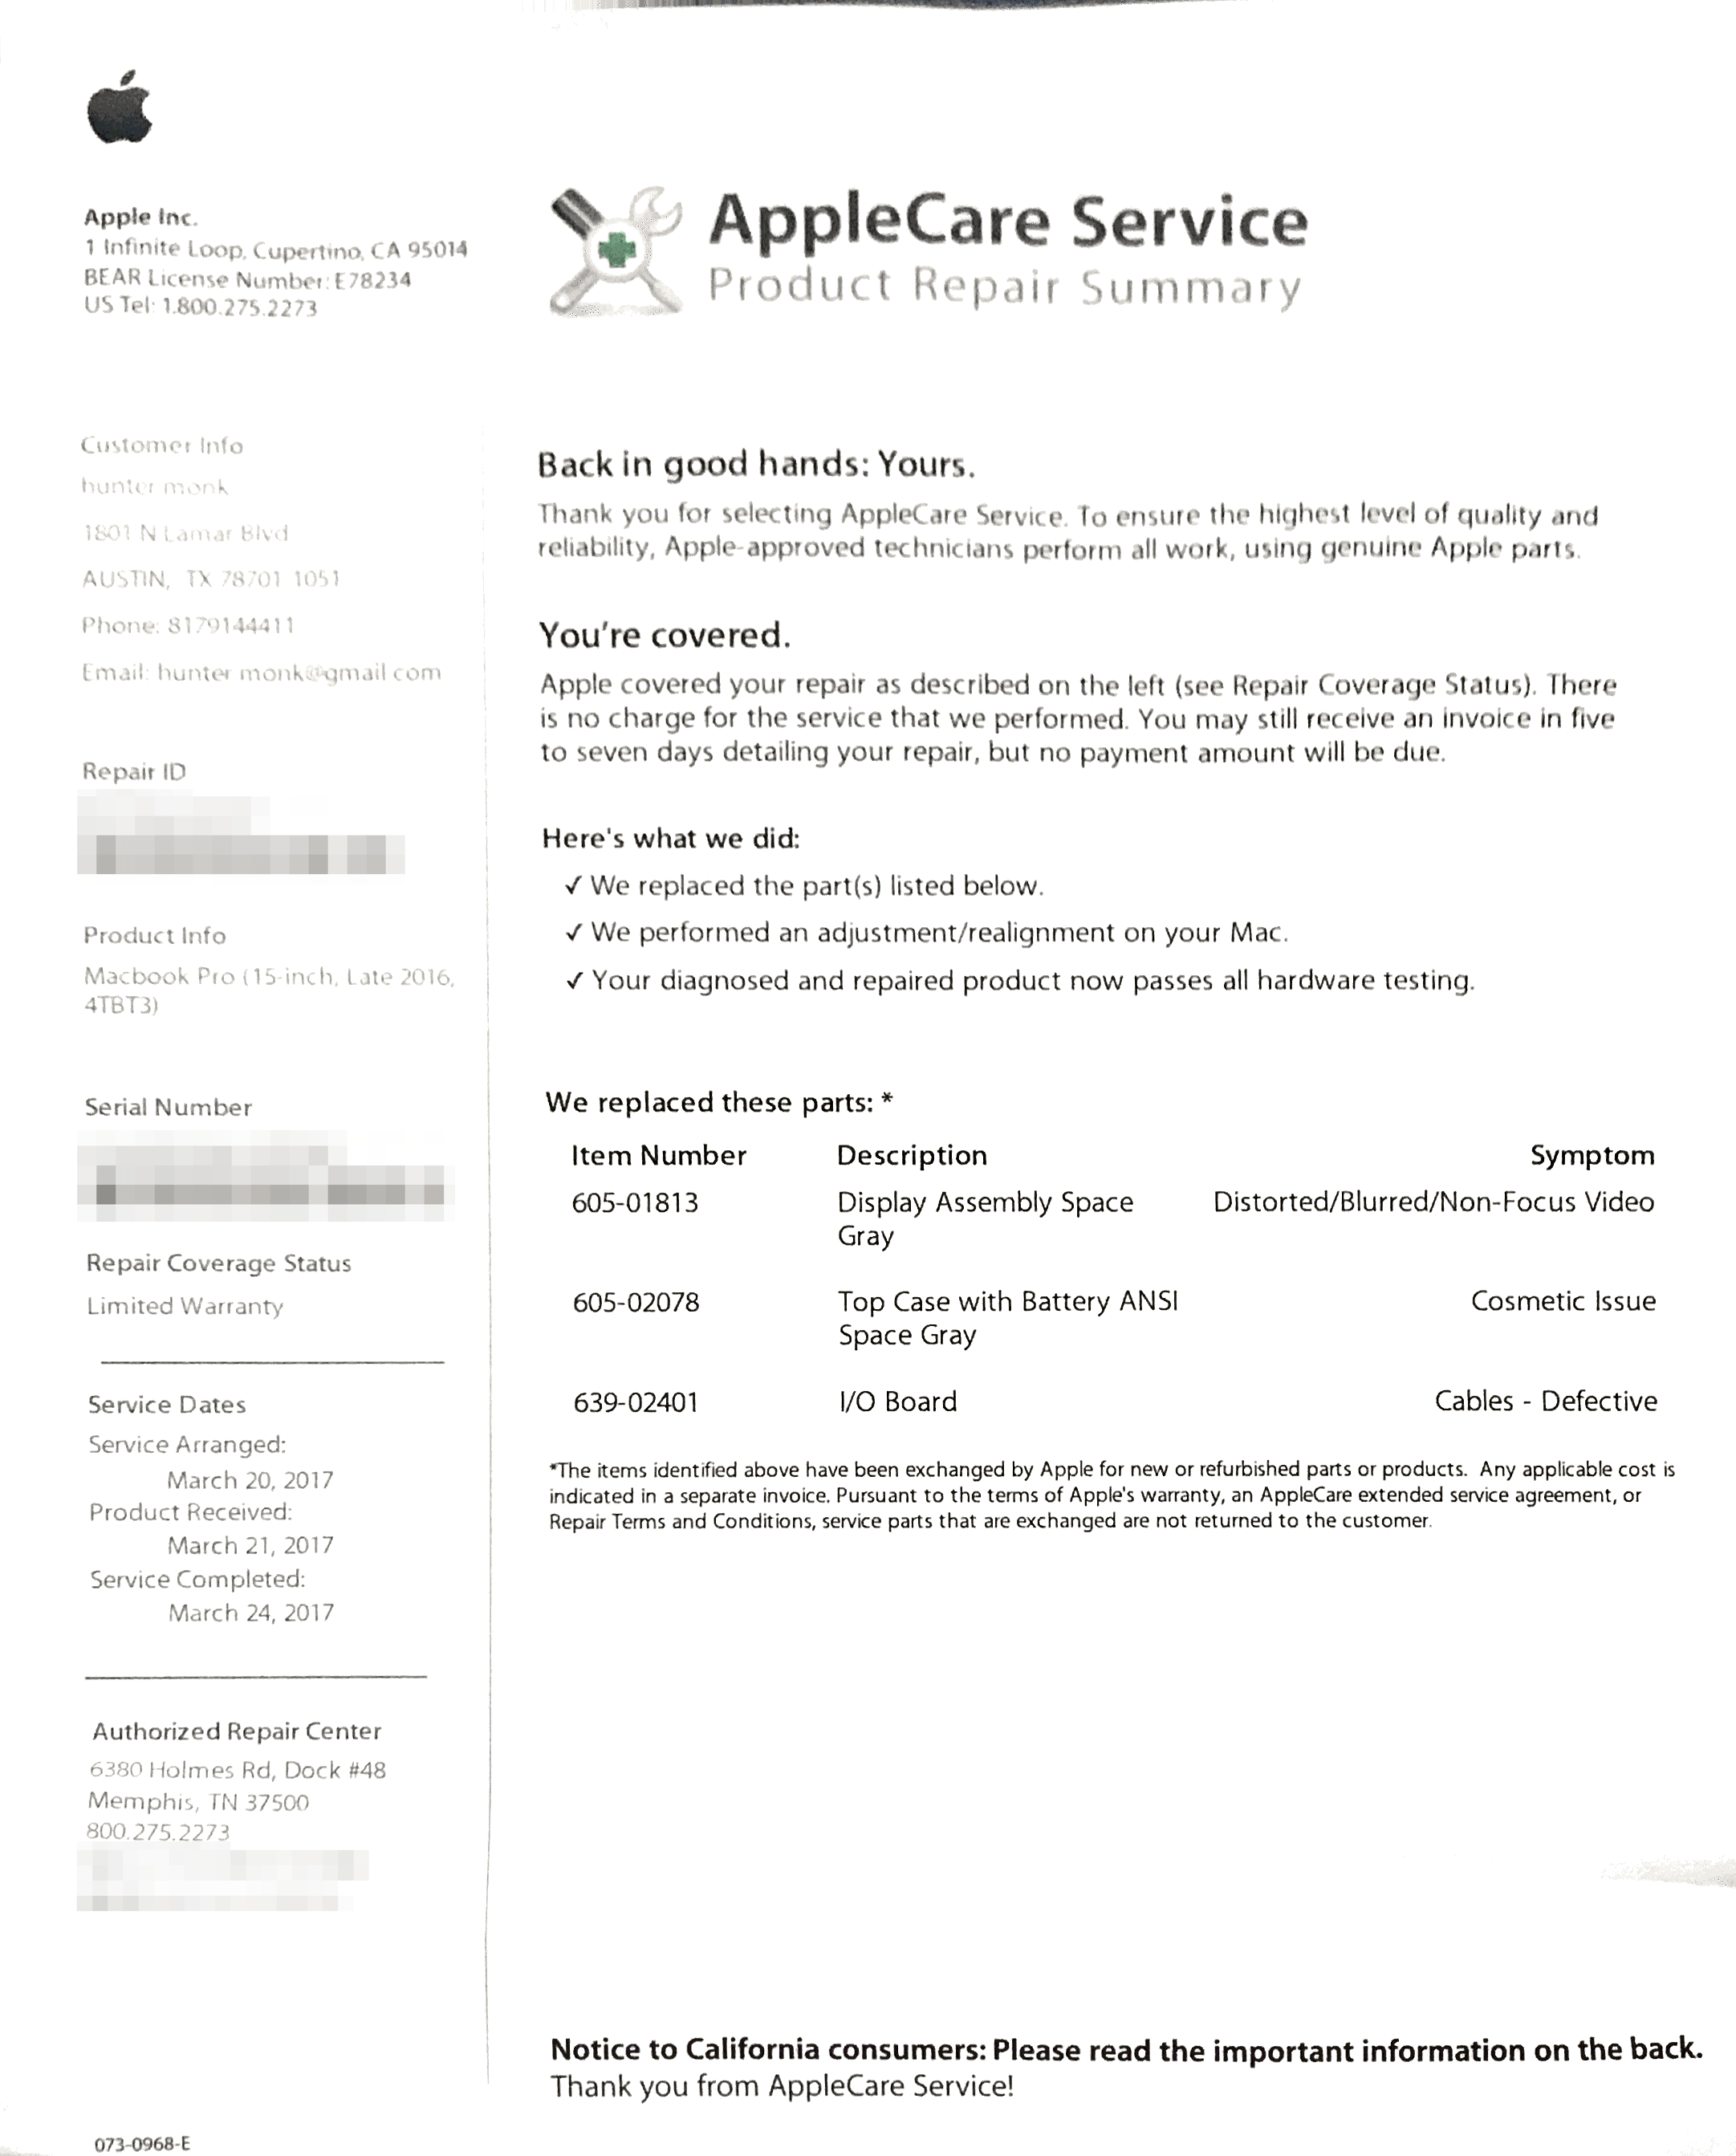 Apple Inc.
1 Infinite Loop, Cupertino, CA 95014
BEAR License Number: E78234
US Tel: 1.800.275.2273
AppleCare Service
Product Repair Summary
Customer Info
hunter monk
1801 N Lamar Blvd
AUSTIN, TX 78701 1051
Phone: 8179144411
Email: hunter monk@gmail com
Repair ID
Product Info
Macbook Pro (15-inch, Late 2016,
4TBT3)
Serial Number
Repair Coverage Status
Limited Warranty
Service Dates
Service Arranged:
March 20, 2017
Product Received:
March 21, 2017
Service Completed:
March 24, 2017
Authorized Repair Center
6380 Holmes Rd, Dock #48
Memphis, TN 37500
800.275.2273
Back in good hands: Yours.
Thank you for selecting AppleCare Service. To ensure the highest level of quality and
reliability, Apple-approved technicians perform all work, using genuine Apple parts.
You're covered.
Apple covered your repair as described on the left (see Repair Coverage Status). There
is no charge for the service that we performed. You may still receive an invoice in five
to seven days detailing your repair, but no payment amount will be due.
Here's what we did:
✓ We replaced the part(s) listed below.
✓ We performed an adjustment/realignment on your Mac.
✓ Your diagnosed and repaired product now passes all hardware testing.
We replaced these parts: *
Item Number Description Symptom
605-01813 Display Assembly Space Distorted/Blurred/Non-Focus Video
Gray
605-02078 Top Case with Battery ANSI Cosmetic Issue
Space Gray
639-02401 I/O Board Cables - Defective
*The items identified above have been exchanged by Apple for new or refurbished parts or products. Any applicable cost is
indicated in a separate invoice. Pursuant to the terms of Apple's warranty, an AppleCare extended service agreement, or
Repair Terms and Conditions, service parts that are exchanged are not returned to the customer.
Notice to California consumers: Please read the important information on the back.
Thank you from AppleCare Service!
073-0968-E